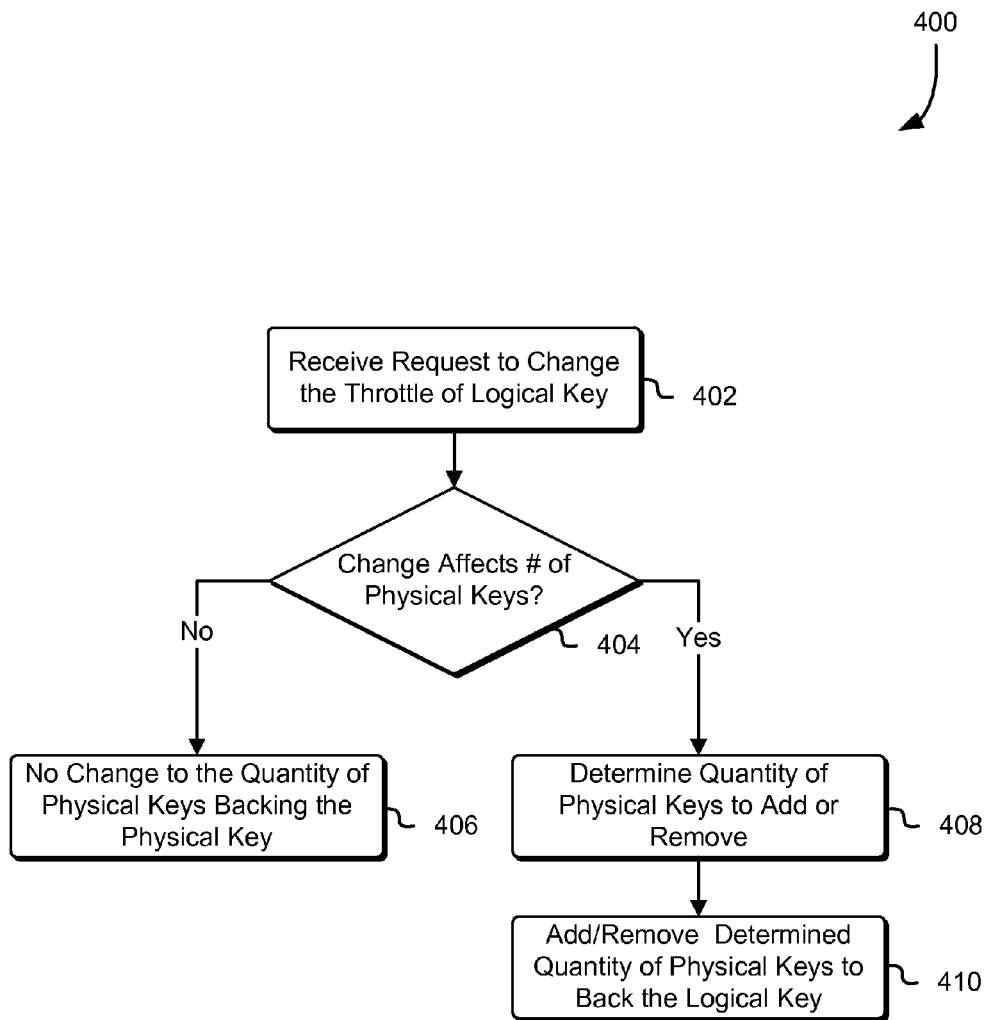 400
Receive Request to Change
the Throttle of Logical Key
402
Change Affects # of
Physical Keys?
404
No
Yes
No Change to the Quantity of
Physical Keys Backing the
Physical Key
406
Determine Quantity of
Physical Keys to Add or
Remove
408
Add/Remove Determined
Quantity of Physical Keys to
Back the Logical Key
410